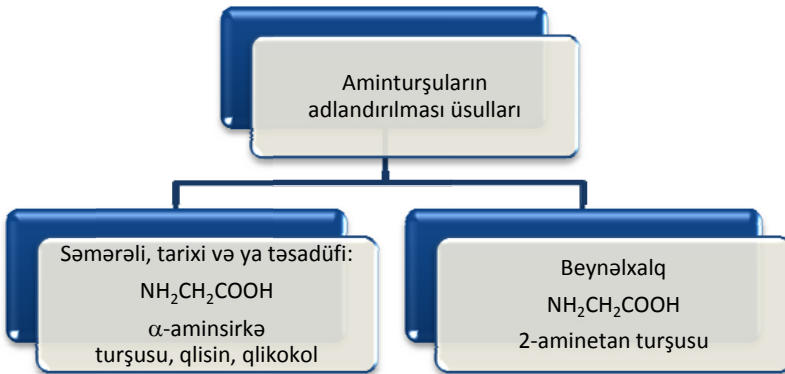 Aminturşuların
adlandırılması üsulları
Səmərəli, tarixi və ya təsadüfi:
NH₂CH₂COOH
α-aminsirkə
turşusu, qlisin, qlikokol
Beynəlxalq
NH₂CH₂COOH
2-aminetan turşusu